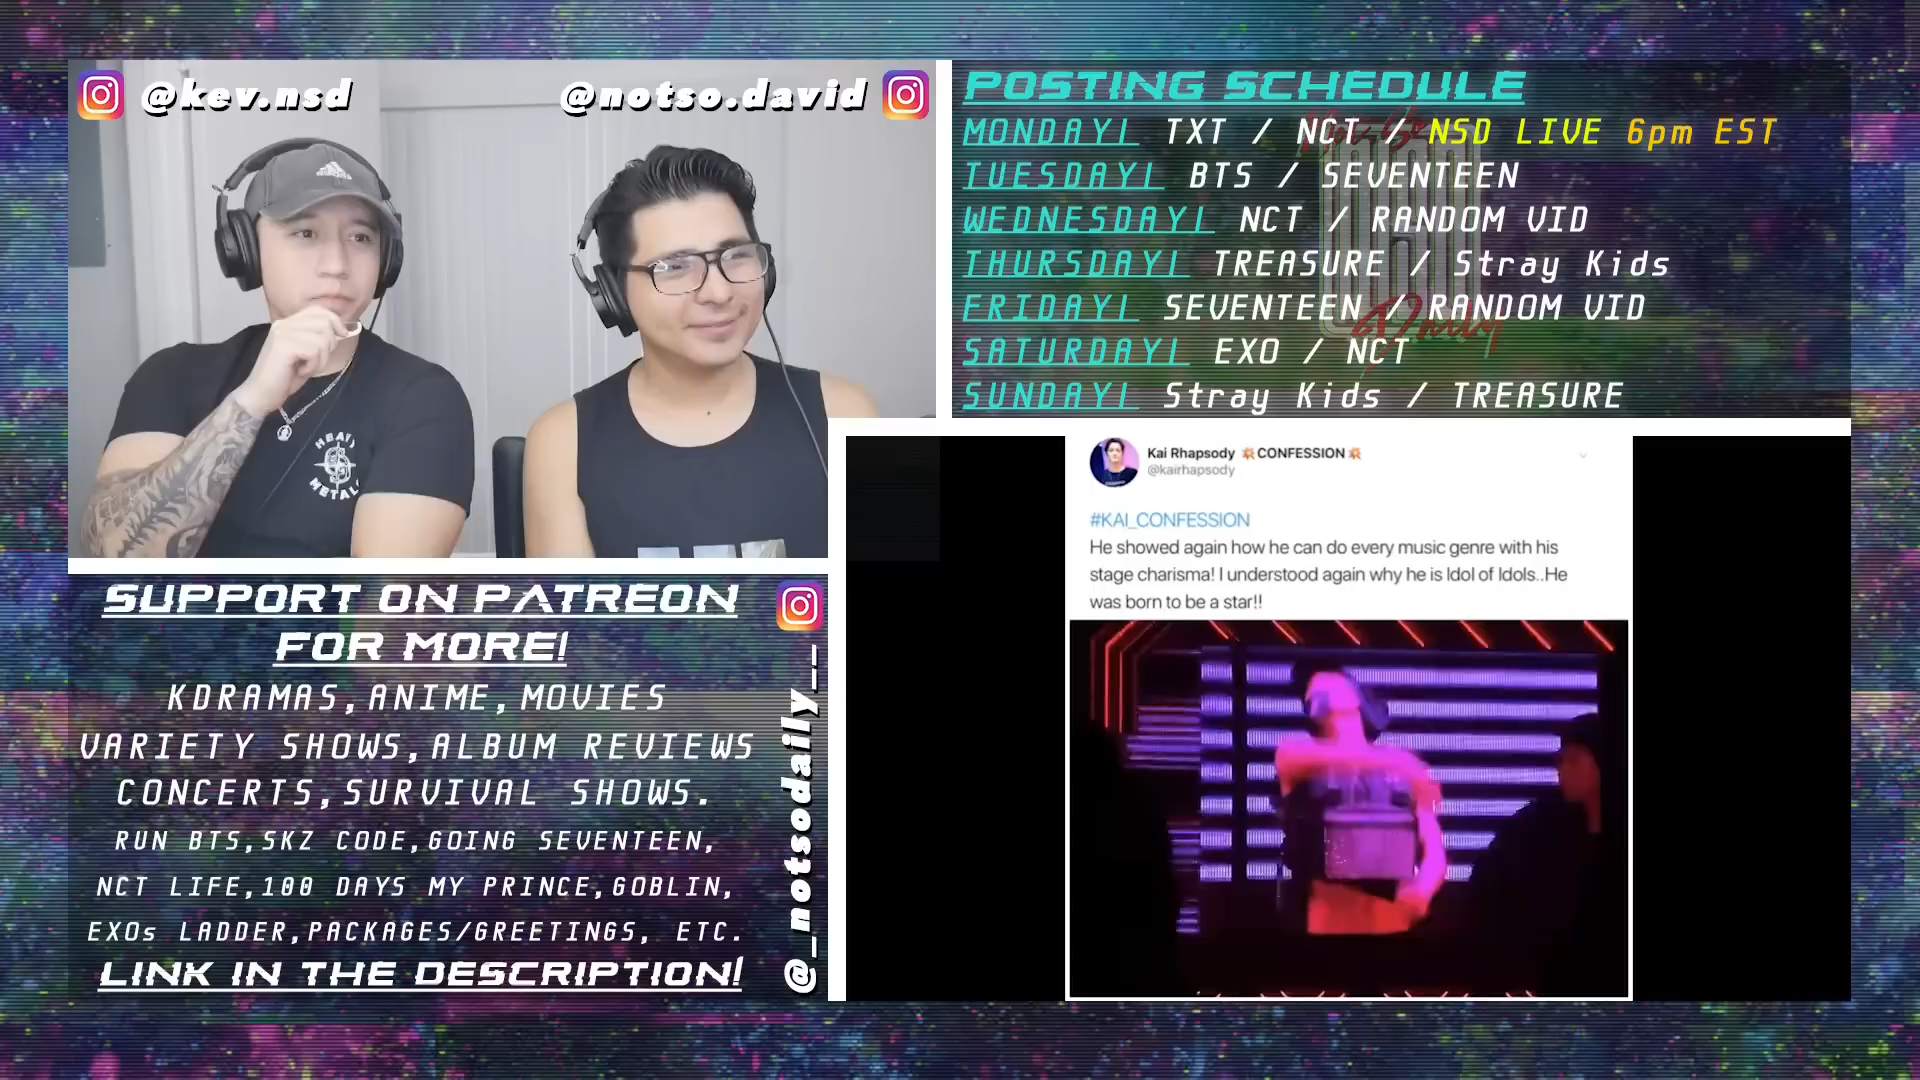 @kev.nsd
@notso.david
POSTING SCHEDULE
MONDAY| TXT / NCT / NSD LIVE 6pm EST
TUESDAY| BTS / SEVENTEEN
WEDNESDAY| NCT / RANDOM VID
THURSDAY| TREASURE / Stray Kids
FRIDAY| SEVENTEEN / RANDOM VID
SATURDAY| EXO / NCT
SUNDAY| Stray Kids / TREASURE
HEAVY
METALS
SUPPORT ON PATREON
FOR MORE!
KDRAMAS,ANIME,MOVIES
VARIETY SHOWS,ALBUM REVIEWS
CONCERTS,SURVIVAL SHOWS.
RUN BTS,SKZ CODE,GOING SEVENTEEN,
NCT LIFE,100 DAYS MY PRINCE,GOBLIN,
EXOs LADDER,PACKAGES/GREETINGS, ETC.
LINK IN THE DESCRIPTION!
@_notsodaily__
Kai Rhapsody 💥CONFESSION💥
@kairhapsody
#KAI_CONFESSION
He showed again how he can do every music genre with his
stage charisma! I understood again why he is Idol of Idols..He
was born to be a star!!